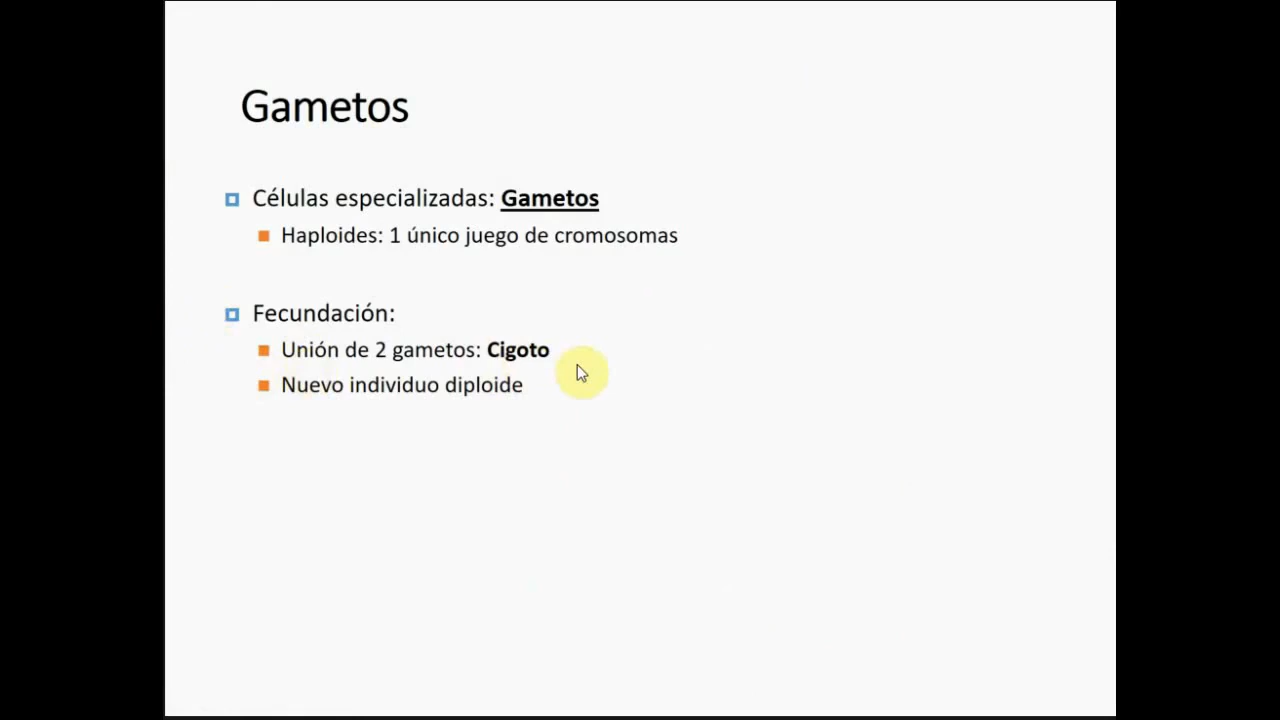 Gametos
Células especializadas: Gametos
Haploides: 1 único juego de cromosomas
Fecundación:
Unión de 2 gametos: Cigoto
Nuevo individuo diploide